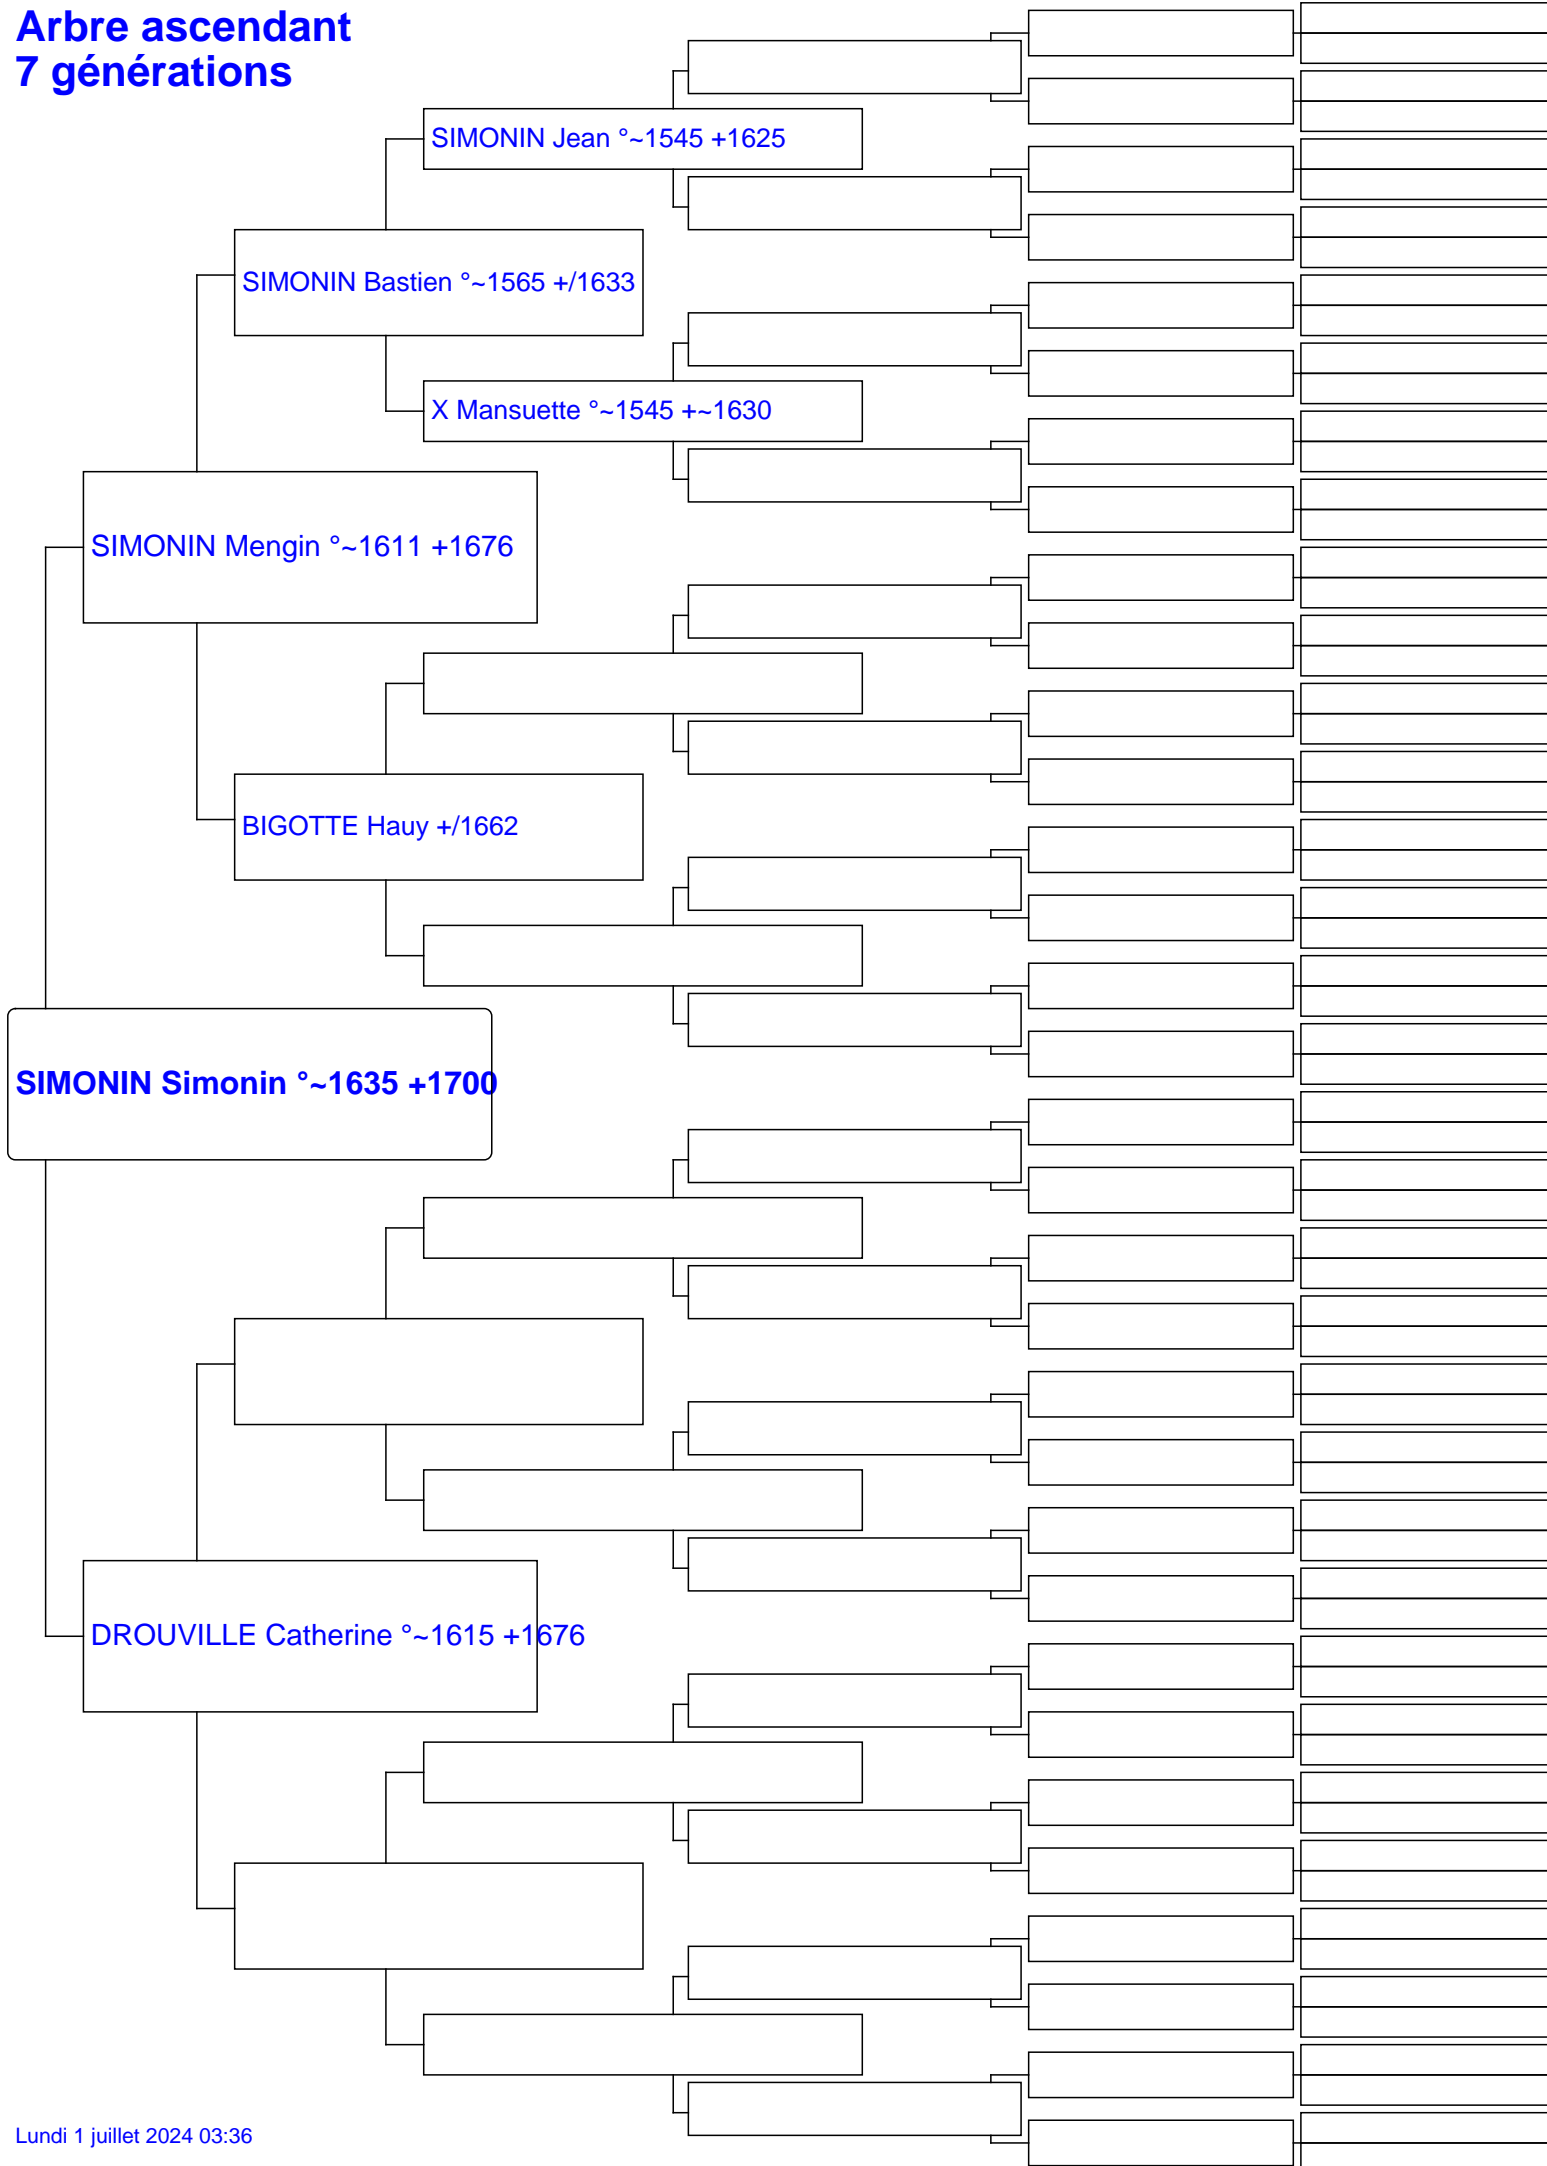 Arbre ascendant
7 générations
SIMONIN Jean °~1545 +1625
SIMONIN Bastien °~1565 +/1633
X Mansuette °~1545 +~1630
SIMONIN Mengin °~1611 +1676
BIGOTTE Hauy +/1662
SIMONIN Simonin °~1635 +1700
DROUVILLE Catherine °~1615 +1676
Lundi 1 juillet 2024 03:36